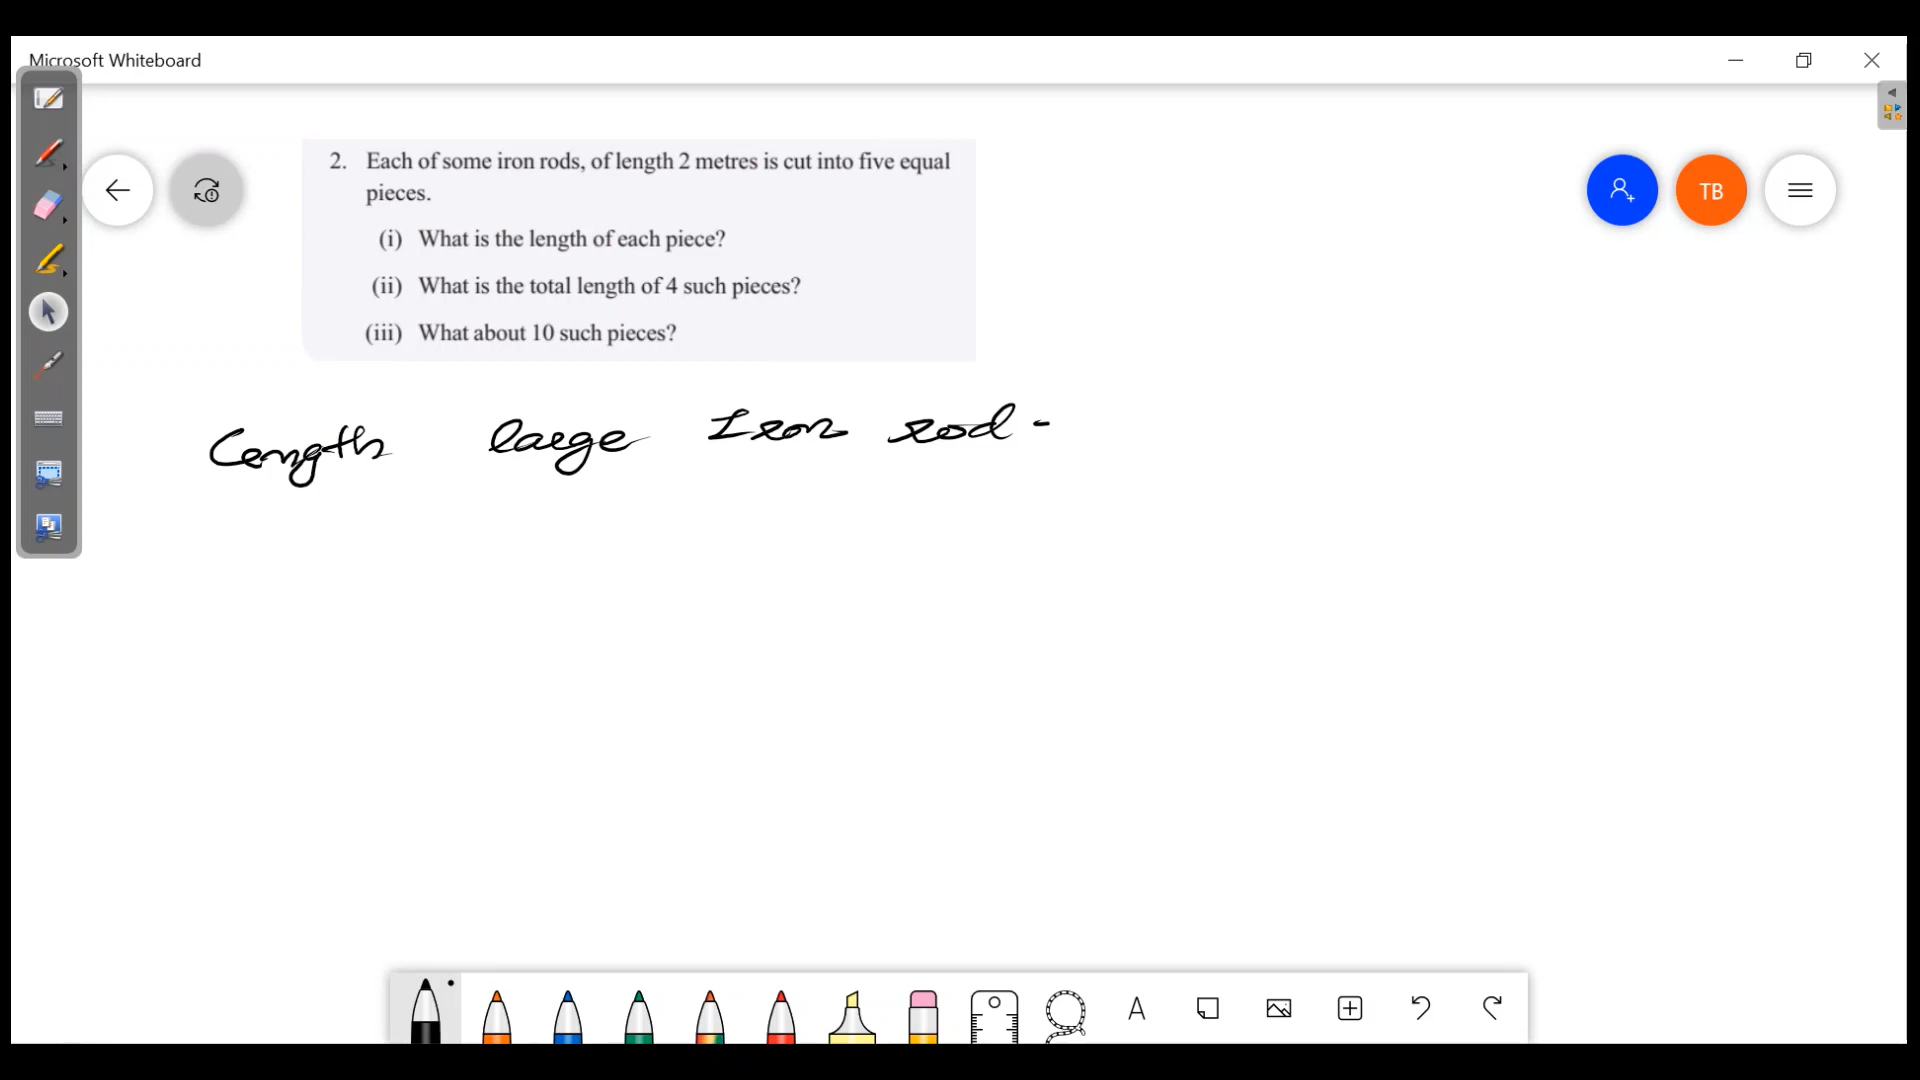 Microsoft Whiteboard
2. Each of some iron rods, of length 2 metres is cut into five equal
pieces.
(i) What is the length of each piece?
(ii) What is the total length of 4 such pieces?
(iii) What about 10 such pieces?
Length large Iron rod -
TB
A